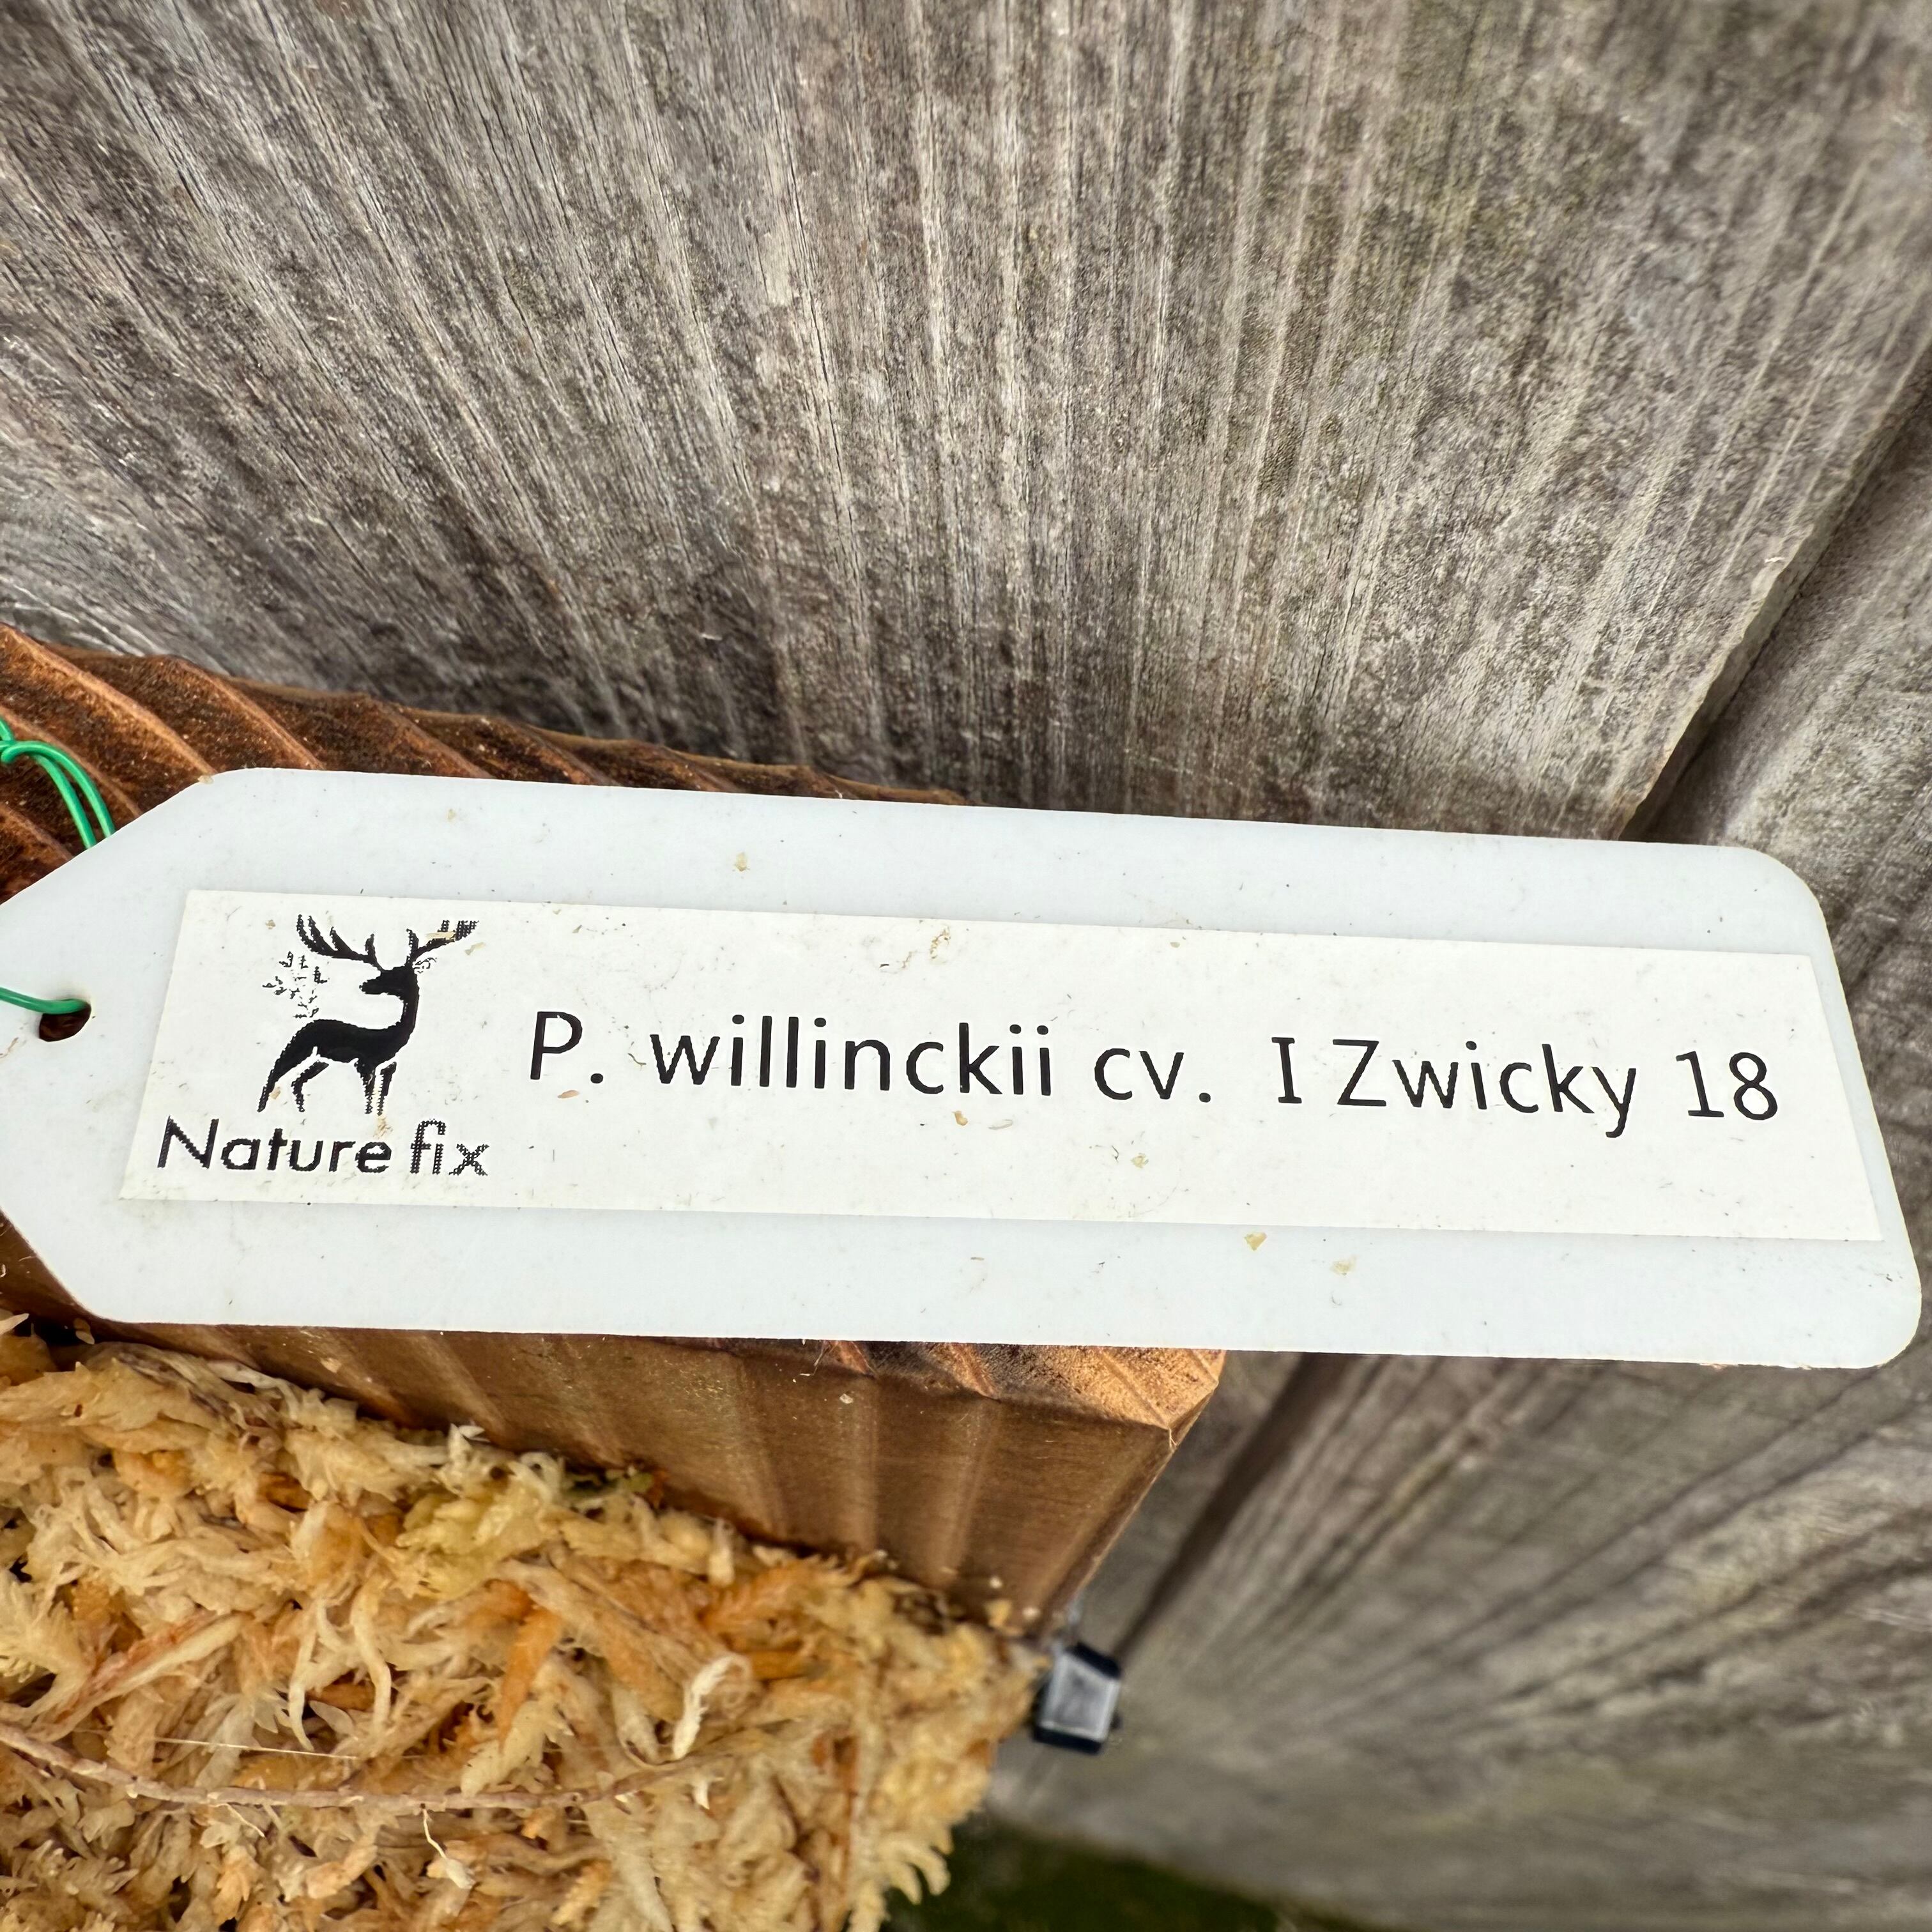 P. willinckii cv. I Zwicky 18
Nature fix